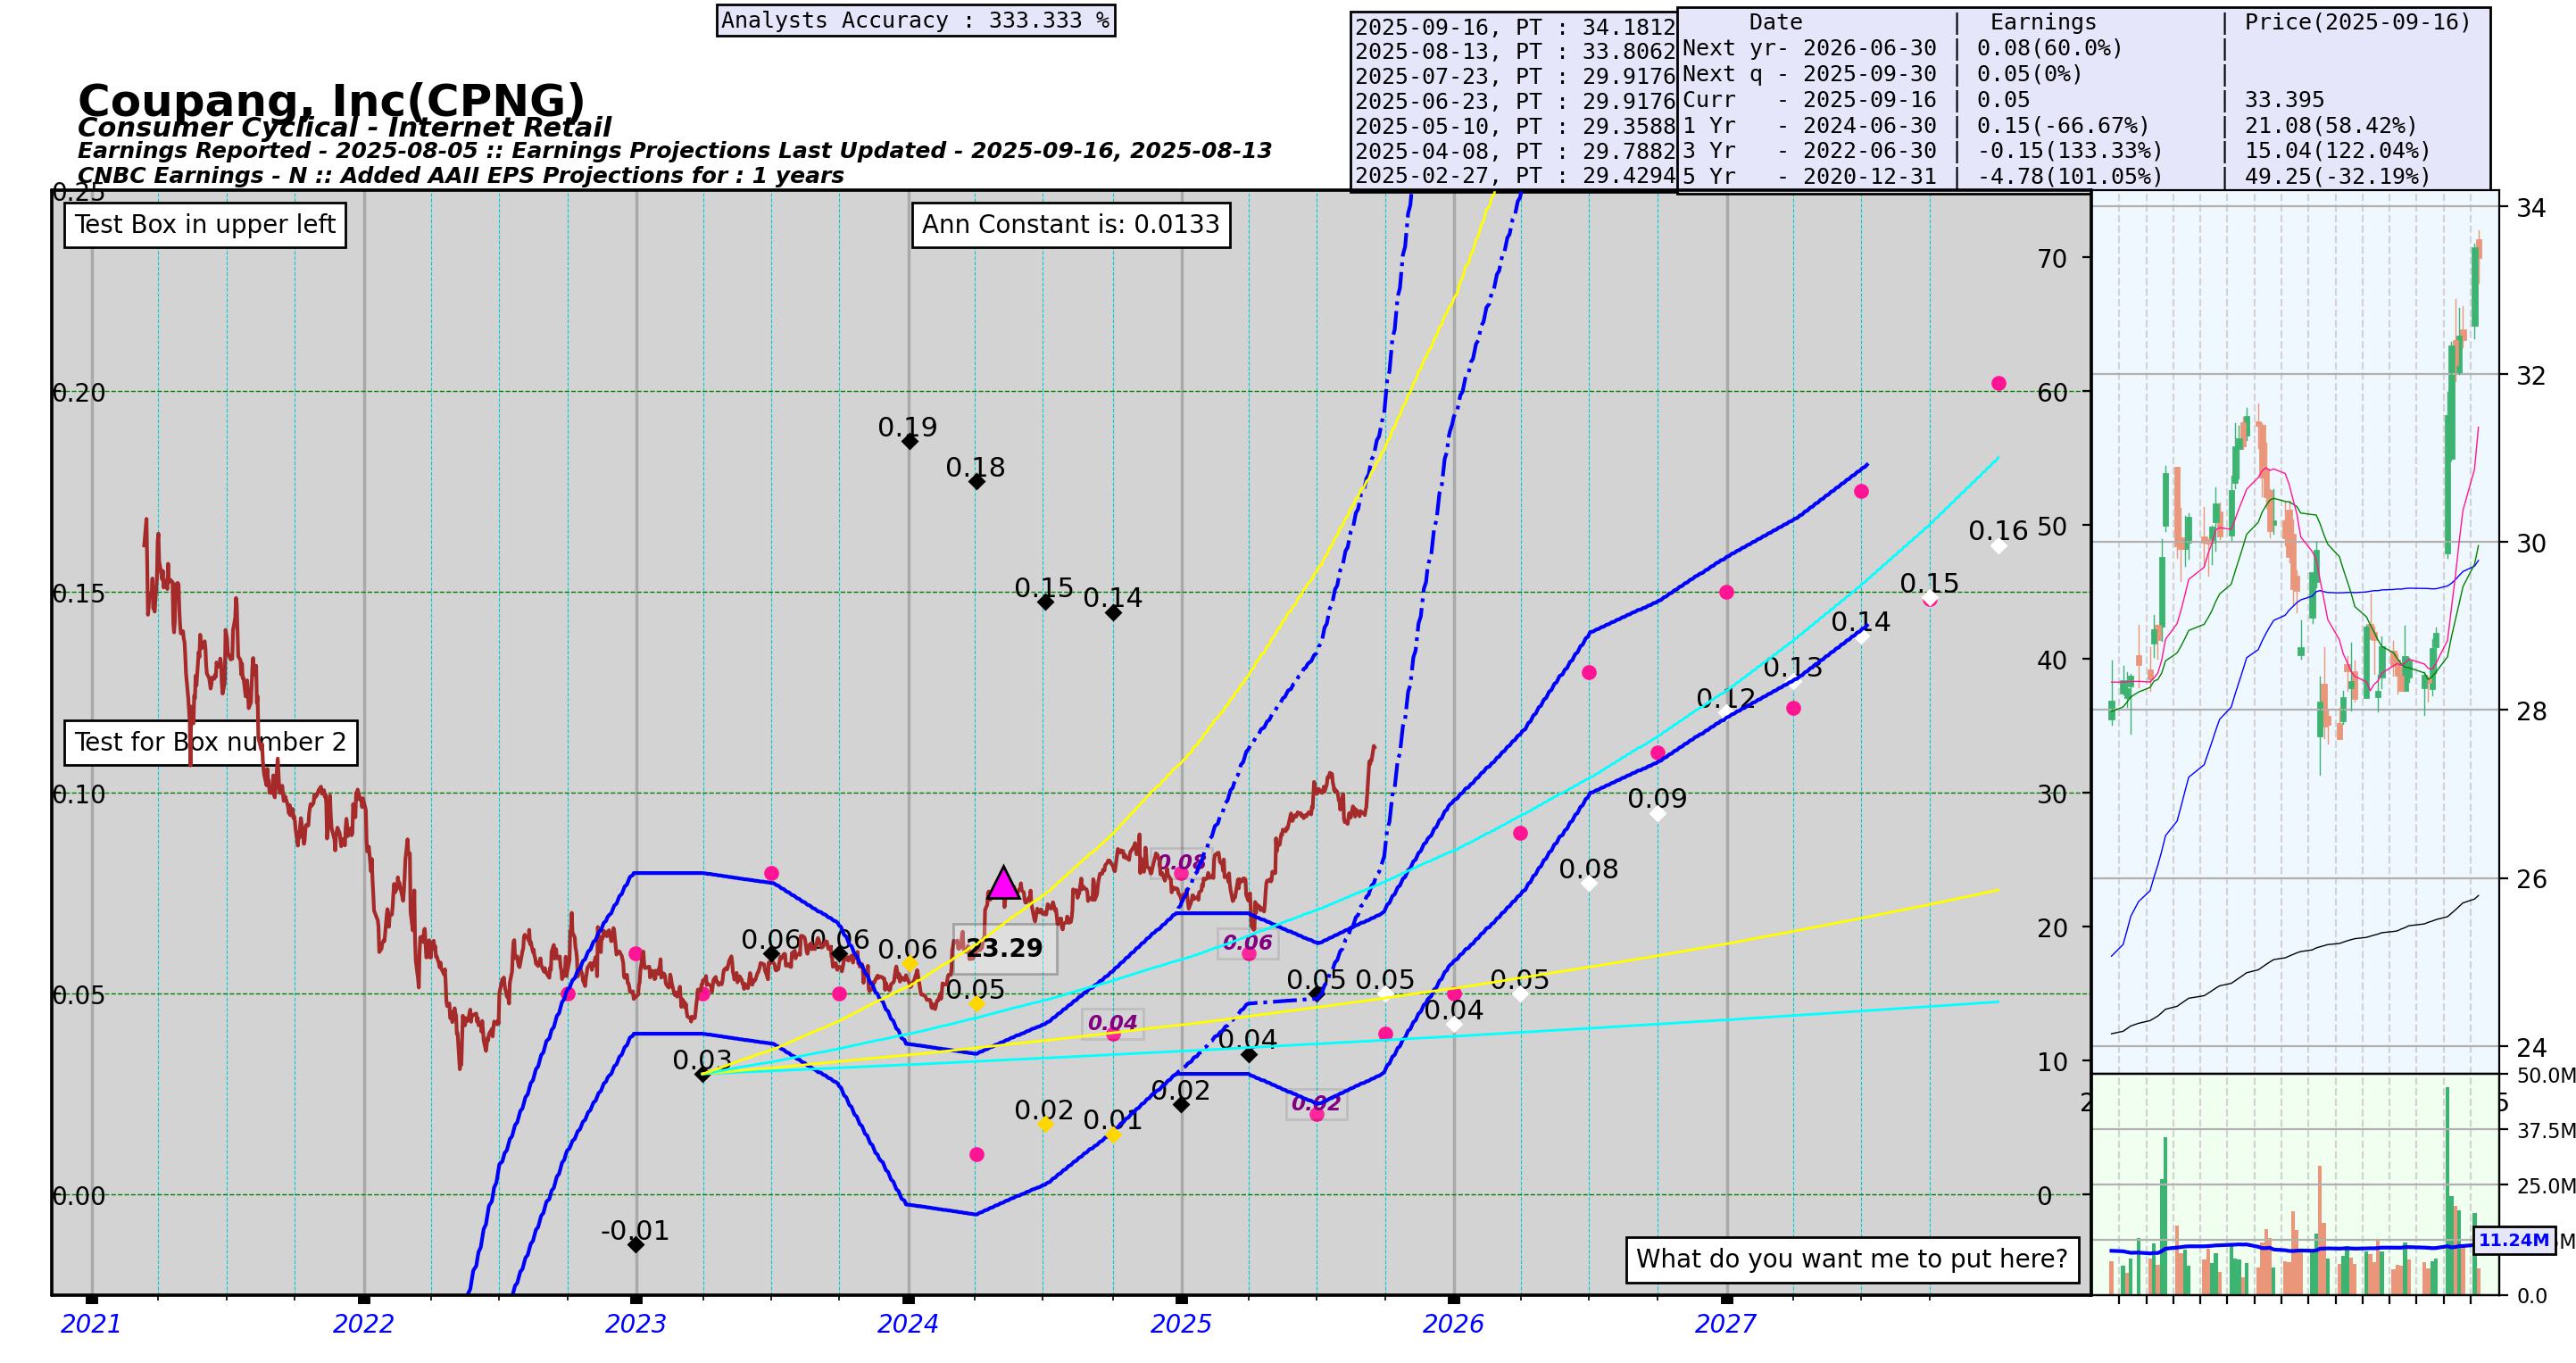 Analysts Accuracy : 333.333 %
2025-09-16, PT : 34.1812
2025-08-13, PT : 33.8062
2025-07-23, PT : 29.9176
2025-06-23, PT : 29.9176
2025-05-10, PT : 29.3588
2025-04-08, PT : 29.7882
2025-02-27, PT : 29.4294
Date | Earnings | Price(2025-09-16)
Next yr- 2026-06-30 | 0.08(60.0%) |
Next q - 2025-09-30 | 0.05(0%) |
Curr - 2025-09-16 | 0.05 | 33.395
1 Yr - 2024-06-30 | 0.15(-66.67%) | 21.08(58.42%)
3 Yr - 2022-06-30 | -0.15(133.33%) | 15.04(122.04%)
5 Yr - 2020-12-31 | -4.78(101.05%) | 49.25(-32.19%)
Coupang, Inc(CPNG)
Consumer Cyclical - Internet Retail
Earnings Reported - 2025-08-05 :: Earnings Projections Last Updated - 2025-09-16, 2025-08-13
CNBC Earnings - N :: Added AAII EPS Projections for : 1 years
Test Box in upper left
Ann Constant is: 0.0133
Test for Box number 2
What do you want me to put here?
0.25
0.20
0.15
0.10
0.05
0.00
-0.01
0.03
0.06
0.06
0.19
0.06
0.18
0.05
23.29
0.15
0.02
0.14
0.04
0.01
0.08
0.02
0.06
0.04
0.05
0.02
0.05
0.04
0.05
0.08
0.09
0.12
0.13
0.14
0.15
0.16
70
60
50
40
30
20
10
0
34
32
30
28
26
24
50.0M
37.5M
25.0M
11.24M
0.0
2021
2022
2023
2024
2025
2026
2027